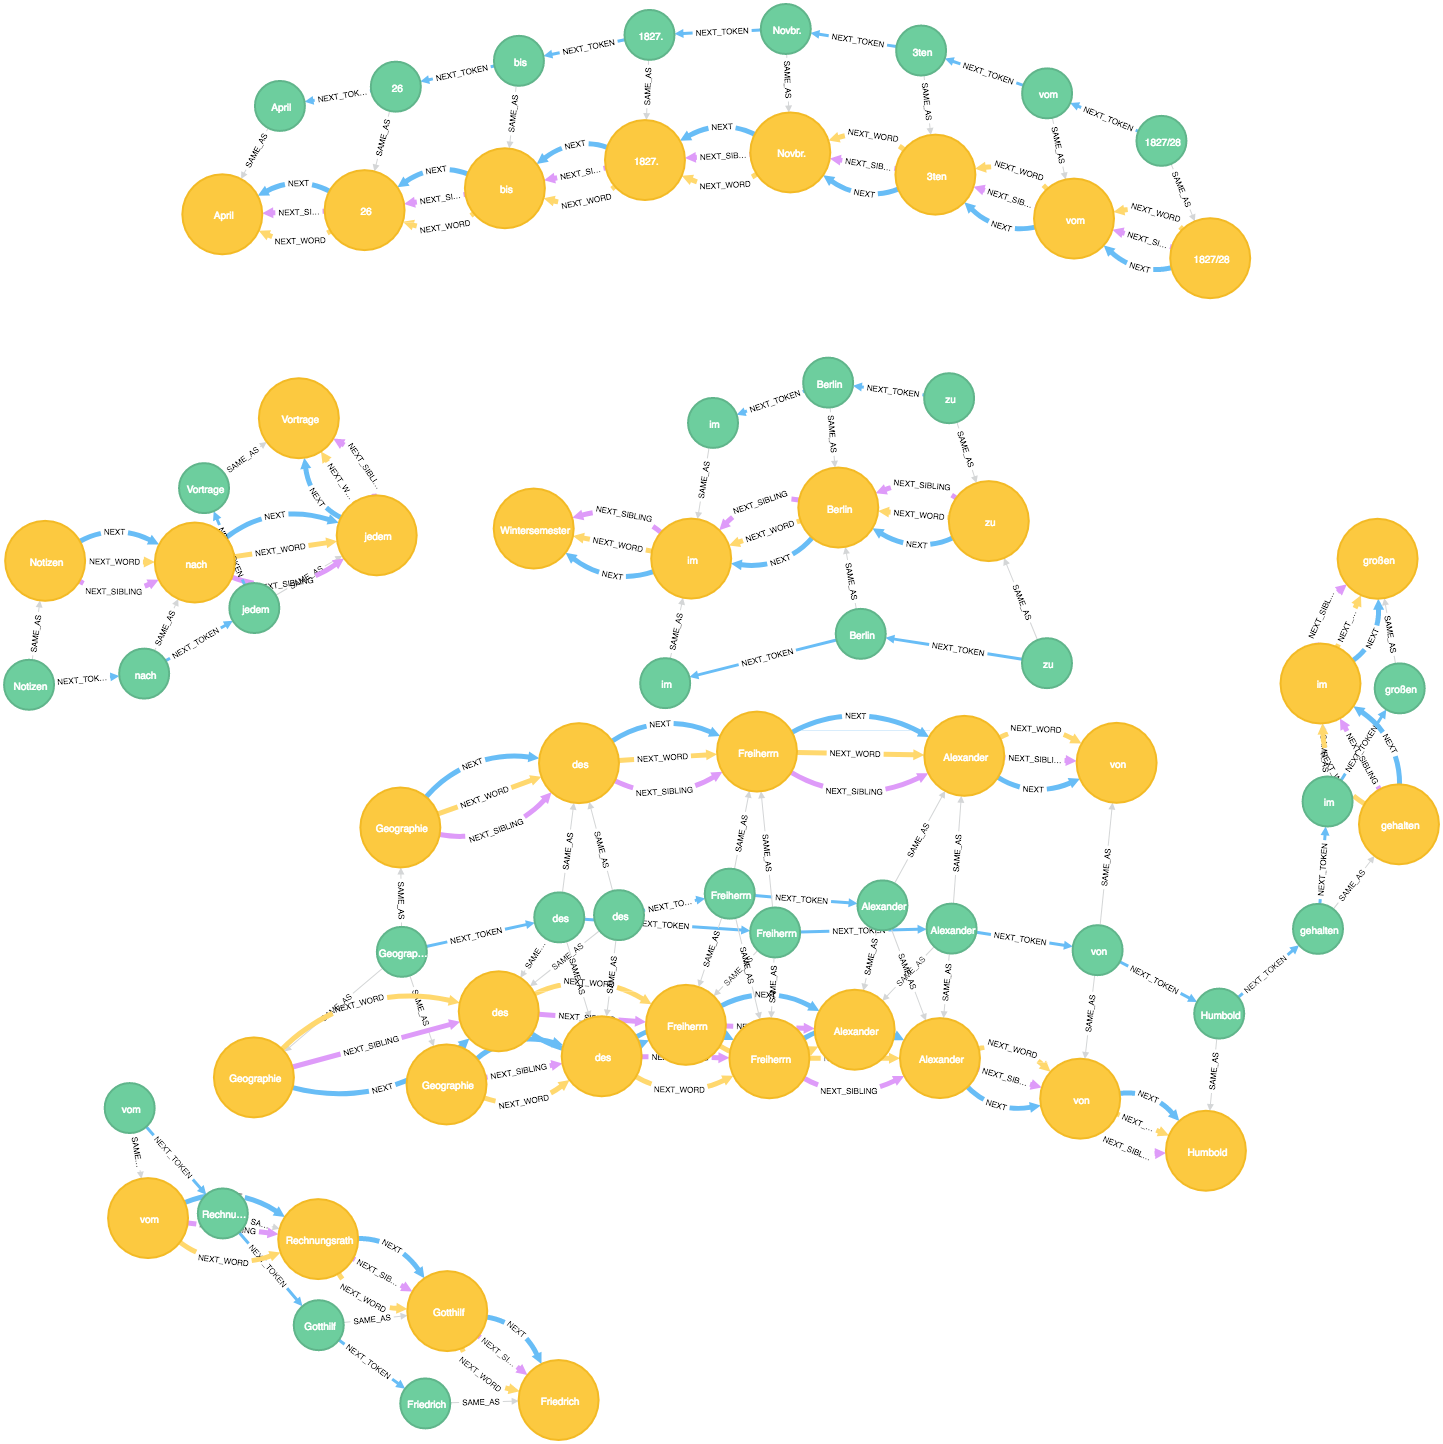 1827. Novbr. 3ten vom 1827/28
April 26 bis
NEXT_TOK... NEXT_TOKEN NEXT_TOKEN NEXT_TOKEN NEXT_TOKEN NEXT_TOKEN NEXT_TOKEN
SAME_AS SAME_AS SAME_AS SAME_AS SAME_AS SAME_AS SAME_AS SAME_AS
April 26 bis 1827. Novbr. 3ten vom 1827/28
NEXT NEXT NEXT NEXT NEXT NEXT NEXT
NEXT_SI... NEXT_SI... NEXT_SI... NEXT_SIB... NEXT_SIB... NEXT_SIB... NEXT_SI...
NEXT_WORD NEXT_WORD NEXT_WORD NEXT_WORD NEXT_WORD NEXT_WORD NEXT_WORD
Vortrage
SAME_AS NEXT_SIBLI...
Vortrage NEXT NEXT_W...
NEXT NEXT
Notizen NEXT_WORD nach NEXT_WORD jedem
NEXT_SIBLING NEXT_SIBLING SAME_AS
SAME_AS SAME_AS jedem
Notizen NEXT_TOK... nach NEXT_TOKEN
im NEXT_TOKEN Berlin NEXT_TOKEN zu
SAME_AS SAME_AS SAME_AS
Wintersemester im Berlin zu
NEXT_SIBLING NEXT_SIBLING NEXT_SIBLING
NEXT_WORD NEXT_WORD NEXT_WORD
NEXT NEXT NEXT
SAME_AS SAME_AS SAME_AS
im NEXT_TOKEN Berlin NEXT_TOKEN zu
großen
NEXT_SIBL... NEXT_... NEXT SAME_AS
im großen
NEXT_TOKEN NEXT_SIBLING NEXT
im gehalten
NEXT_TOKEN SAME_AS
gehalten
NEXT_TOKEN
Geographie des Freiherrn Alexander von
NEXT NEXT NEXT NEXT
NEXT_WORD NEXT_WORD NEXT_WORD NEXT_WORD
NEXT_SIBLING NEXT_SIBLING NEXT_SIBLING NEXT_SIBLI...
SAME_AS SAME_AS SAME_AS SAME_AS SAME_AS SAME_AS SAME_AS SAME_AS
Geograp... NEXT_TOKEN des des NEXT_TO... Freiherrn NEXT_TOKEN Alexander
NEXT_TOKEN Freiherrn NEXT_TOKEN Alexander NEXT_TOKEN von NEXT_TOKEN Humbold
SAME_AS SAME_AS SAME... SAME_AS SAME_AS SAME_AS SAME_AS SAME_AS SAME_AS SAME_AS SAME_AS SAME_AS SAME_AS SAME_AS SAME_AS SAME_AS SAME_AS
NEXT_WORD NEXT_WORD
des Freiherrn Alexander
NEXT_SIBLING NEXT
Geographie Geographie des Freiherrn Alexander von Humbold
NEXT NEXT_SIBLING NEXT_WORD NEXT_WORD NEXT_SIBLING
NEXT_WORD NEXT_SIB... NEXT NEXT NEXT_... NEXT_SIBL...
vom
SAME... NEXT_TOKEN
vom Rechnu... SA... Rechnungsrath
NEXT_WORD NEXT_TOKEN NEXT NEXT_SIB... NEXT_WORD
Gotthilf SAME_AS Gotthilf
NEXT_TOKEN NEXT NEXT_SI... NEXT_WORD
Friedrich SAME_AS Friedrich